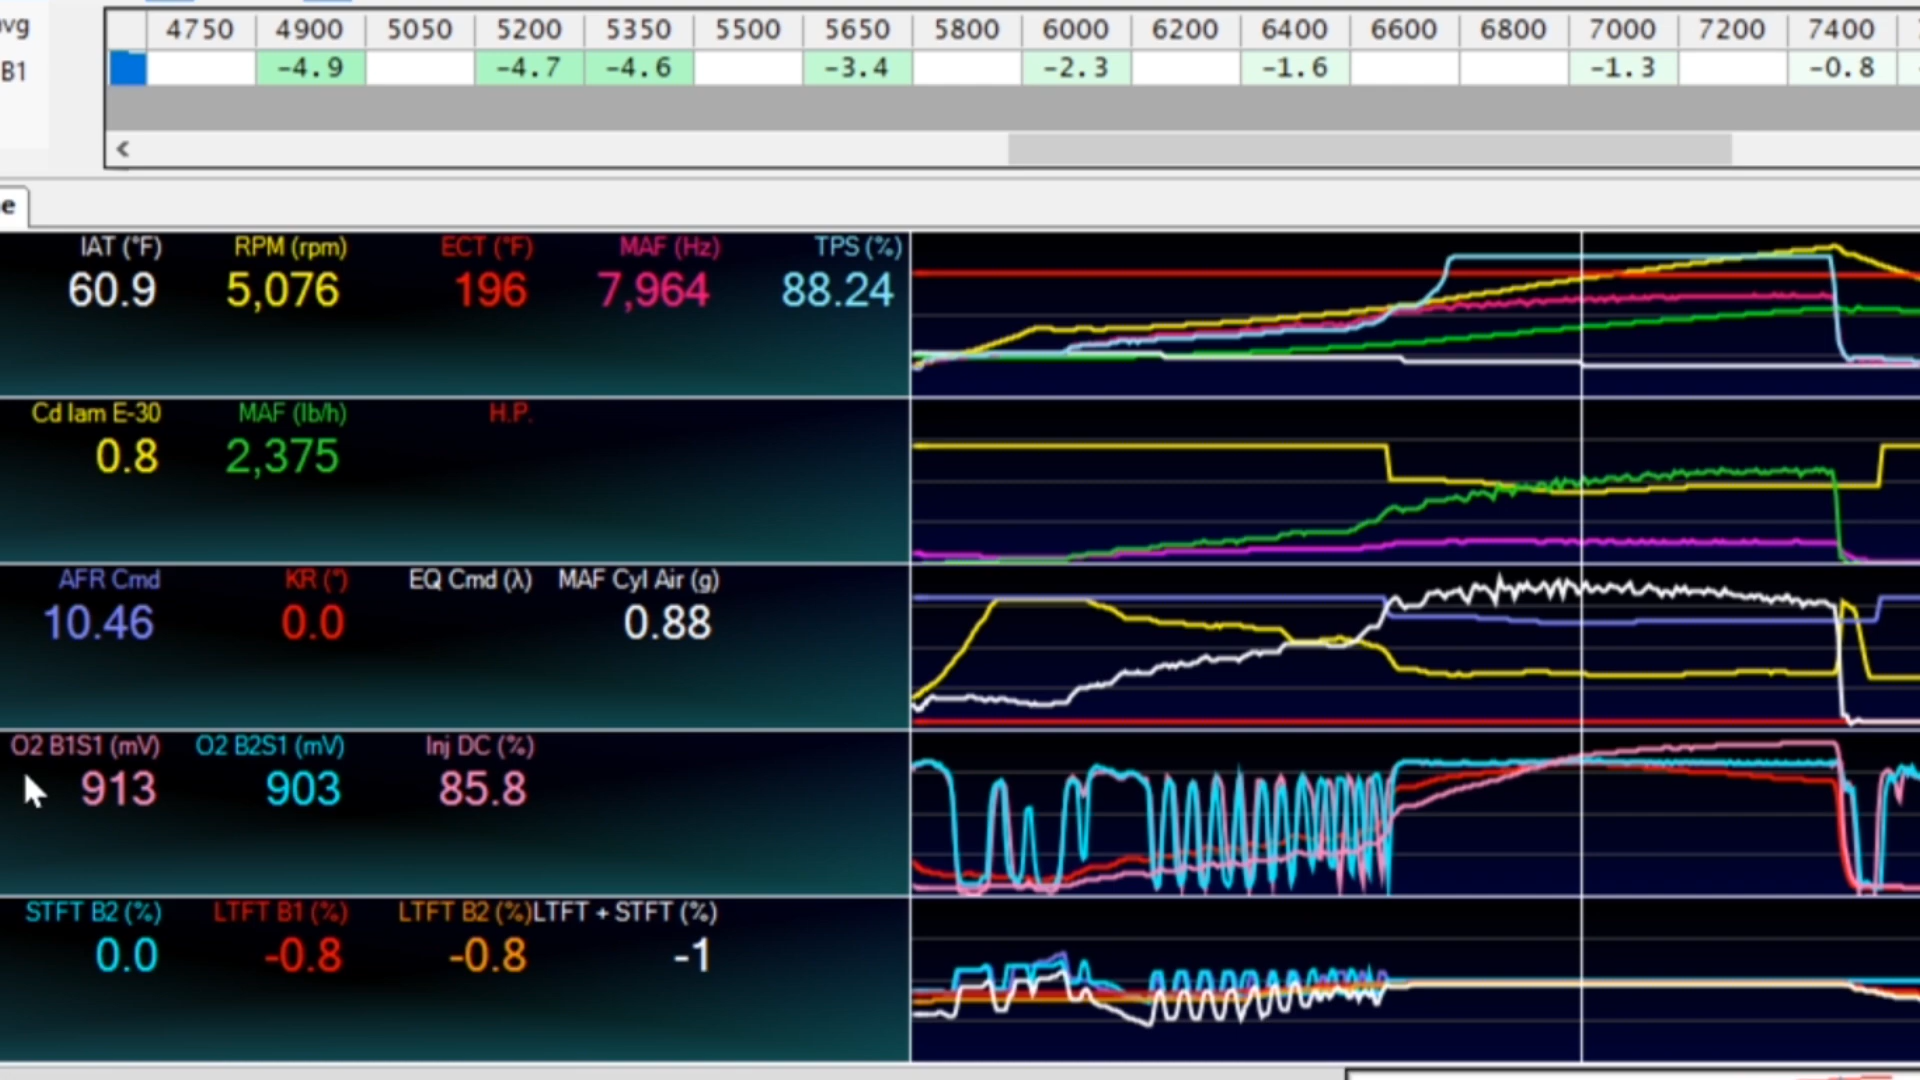 avg 4750 4900 5050 5200 5350 5500 5650 5800 6000 6200 6400 6600 6800 7000 7200 7400
B1 -4.9 -4.7 -4.6 -3.4 -2.3 -1.6 -1.3 -0.8
<
e
IAT (°F) RPM (rpm) ECT (°F) MAF (Hz) TPS (%)
60.9 5,076 196 7,964 88.24
Cd lam E-30 MAF (lb/h) H.P.
0.8 2,375
AFR Cmd KR (°) EQ Cmd (λ) MAF Cyl Air (g)
10.46 0.0 0.88
O2 B1S1 (mV) O2 B2S1 (mV) Inj DC (%)
913 903 85.8
STFT B2 (%) LTFT B1 (%) LTFT B2 (%) LTFT + STFT (%)
0.0 -0.8 -0.8 -1